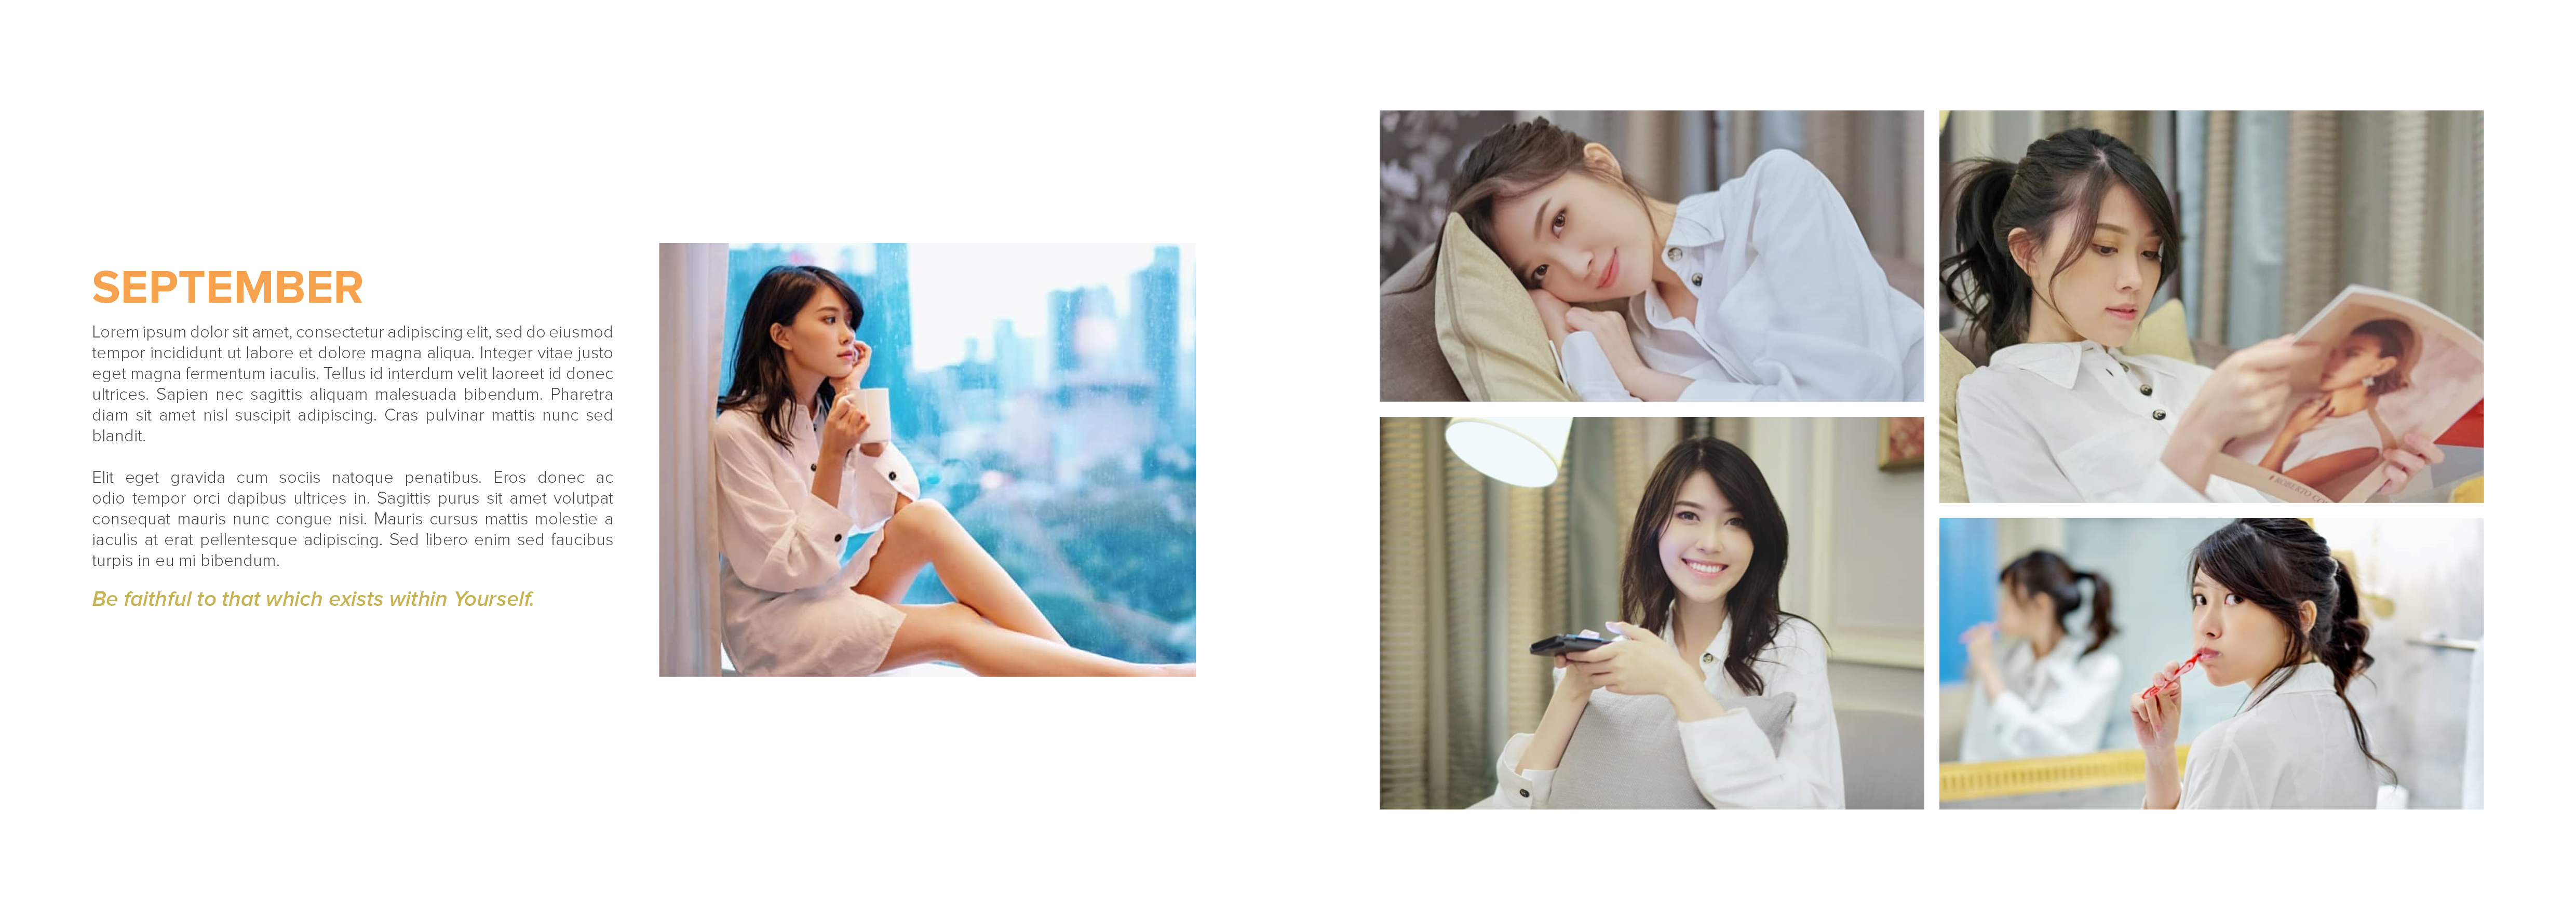 SEPTEMBER
Lorem ipsum dolor sit amet, consectetur adipiscing elit, sed do eiusmod
tempor incididunt ut labore et dolore magna aliqua. Integer vitae justo
eget magna fermentum iaculis. Tellus id interdum velit laoreet id donec
ultrices. Sapien nec sagittis aliquam malesuada bibendum. Pharetra
diam sit amet nisl suscipit adipiscing. Cras pulvinar mattis nunc sed
blandit.
Elit eget gravida cum sociis natoque penatibus. Eros donec ac
odio tempor orci dapibus ultrices in. Sagittis purus sit amet volutpat
consequat mauris nunc congue nisi. Mauris cursus mattis molestie a
iaculis at erat pellentesque adipiscing. Sed libero enim sed faucibus
turpis in eu mi bibendum.
Be faithful to that which exists within Yourself.
ROBERTO